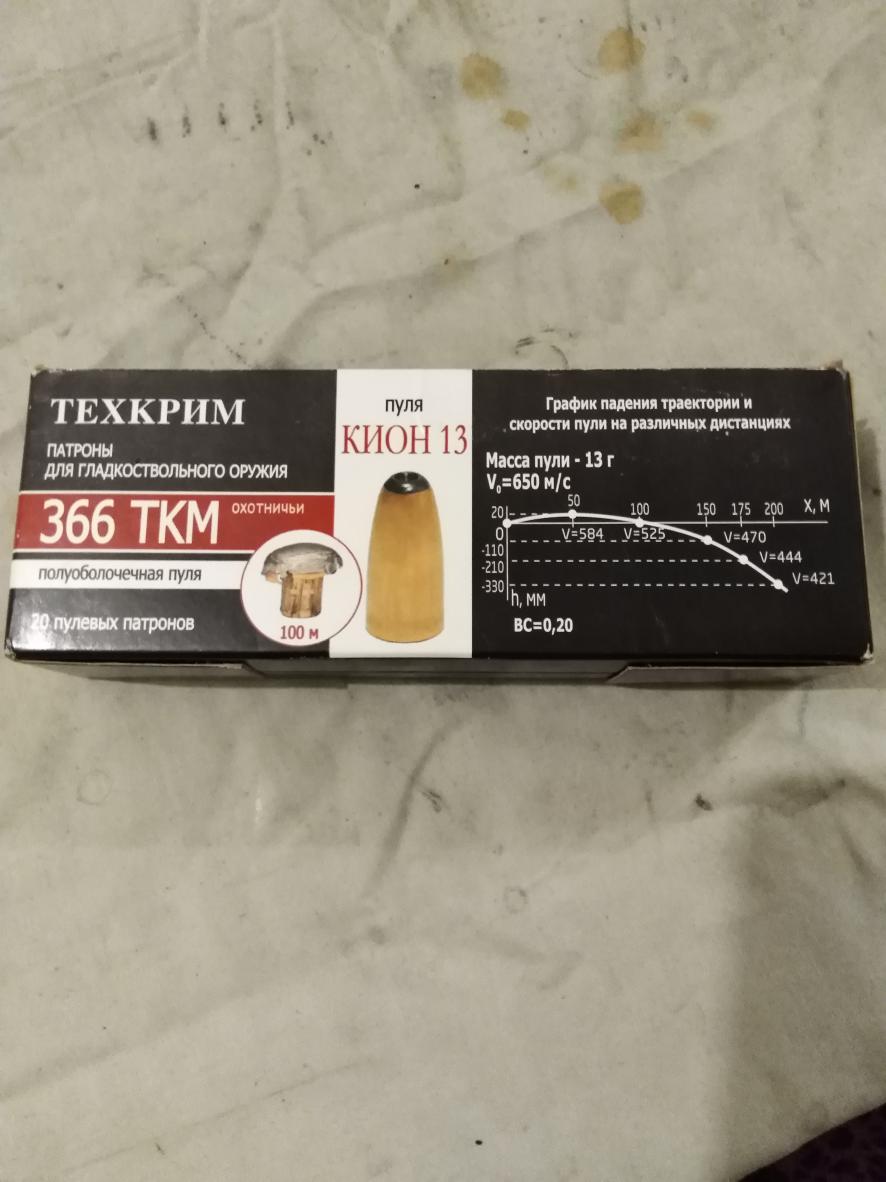 ТЕХКРИМ
ПАТРОНЫ
ДЛЯ ГЛАДКОСТВОЛЬНОГО ОРУЖИЯ
366 ТКМ ОХОТНИЧЬИ
полуоболочечная пуля
20 пулевых патронов
100 м
пуля
КИОН 13
График падения траектории и
скорости пули на различных дистанциях
Масса пули - 13 г
V₀=650 м/с
50 100 150 175 200 X, М
20
0
-110
-210
-330
V=584 V=525 V=470
V=444
V=421
h, ММ
BC=0,20